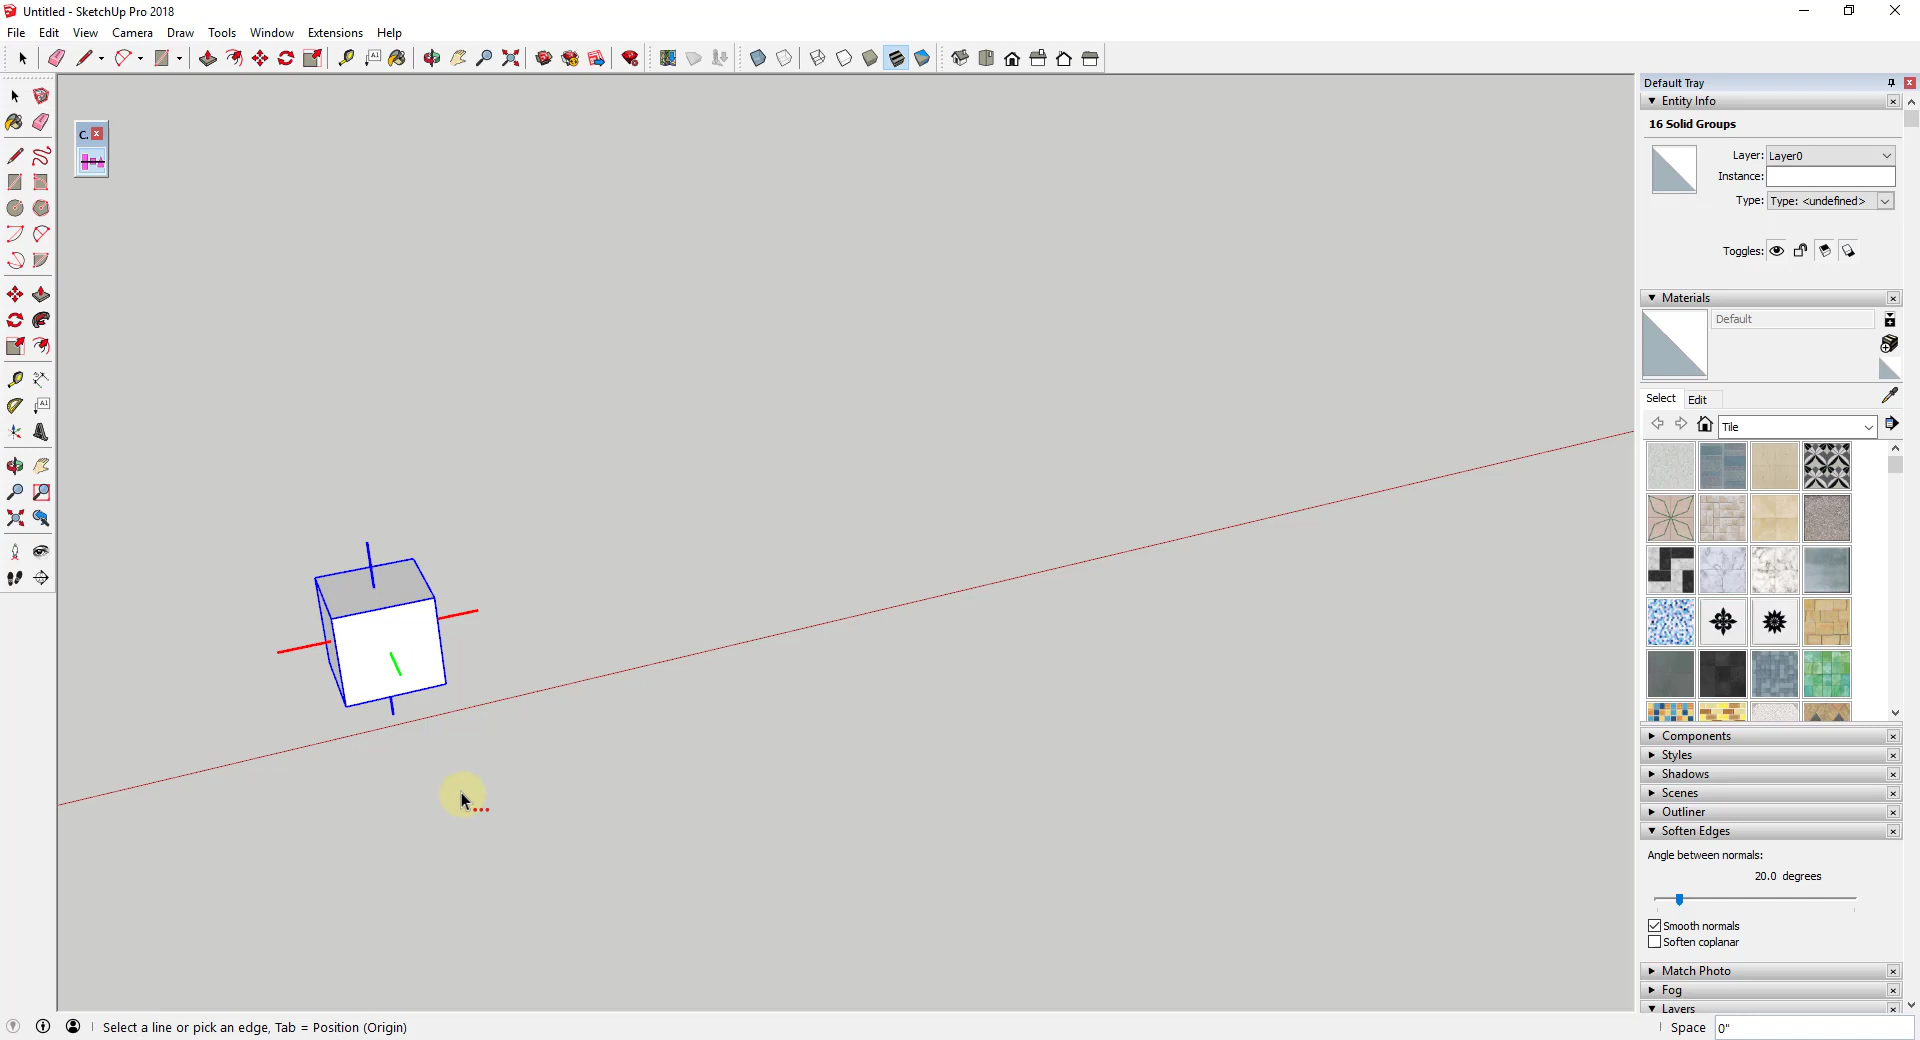 Untitled - SketchUp Pro 2018
File Edit View Camera Draw Tools Window Extensions Help
C.
Default Tray
Entity Info
16 Solid Groups
Layer: Layer0
Instance:
Type: Type: <undefined>
Toggles:
Materials
Default
Select Edit
Tile
Components
Styles
Shadows
Scenes
Outliner
Soften Edges
Angle between normals:
20.0 degrees
Smooth normals
Soften coplanar
Match Photo
Fog
Layers
Select a line or pick an edge, Tab = Position (Origin)
Space 0"